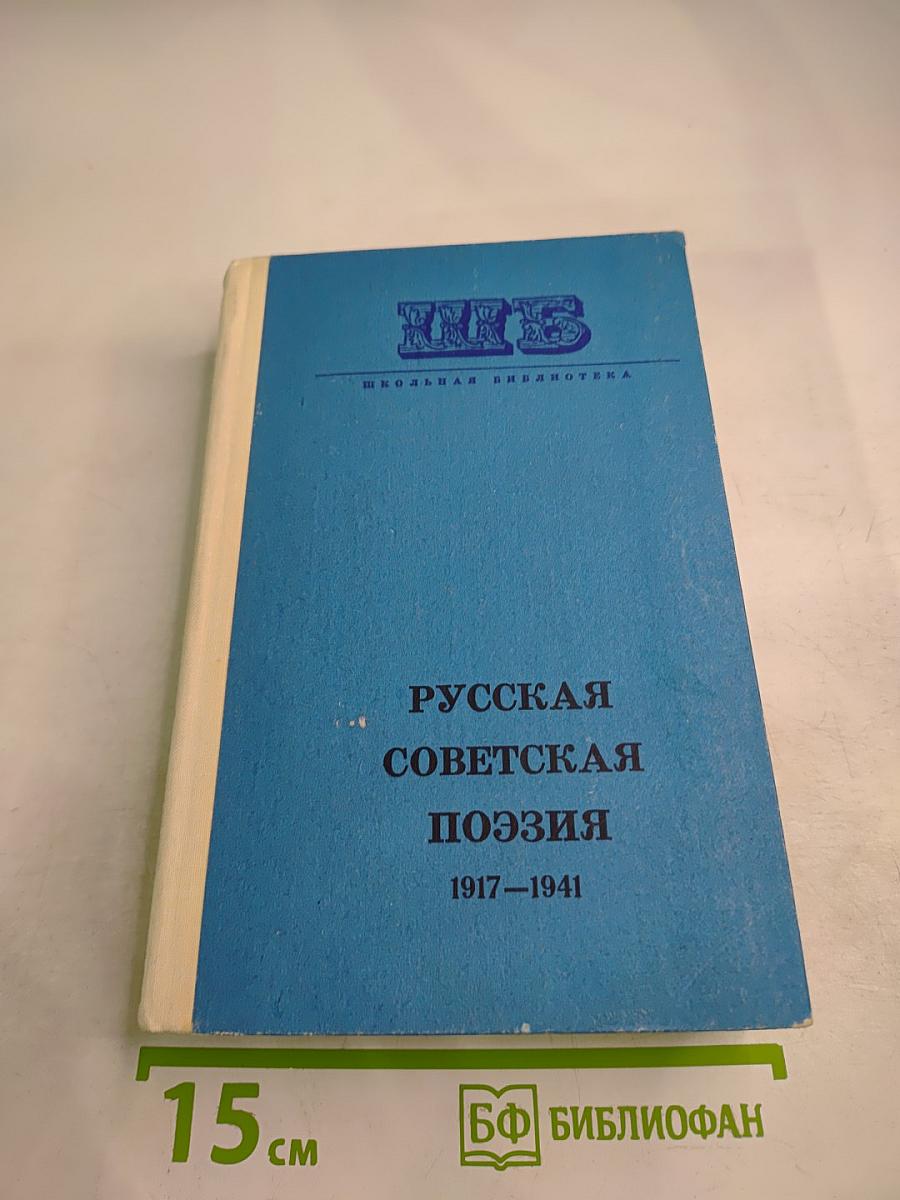 ШБ
ШКОЛЬНАЯ БИБЛИОТЕКА
РУССКАЯ
СОВЕТСКАЯ
ПОЭЗИЯ
1917—1941
15 см
БФ БИБЛИОФАН